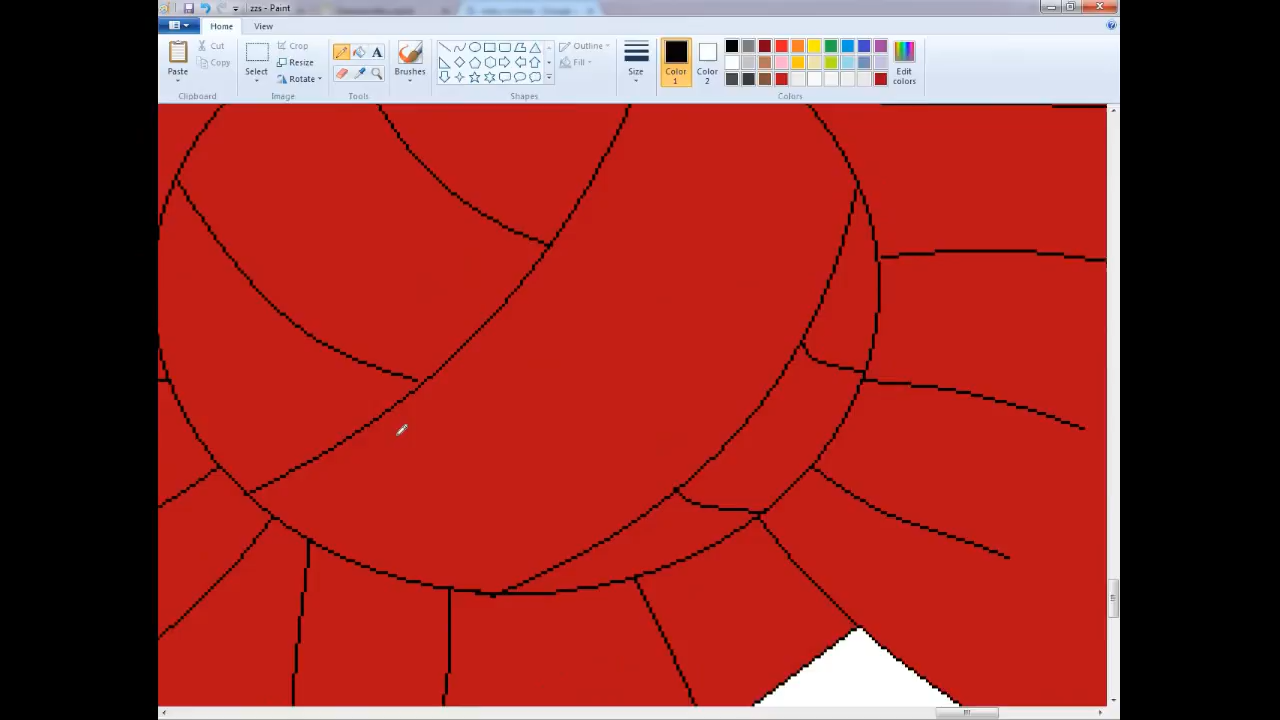 zzs - Paint
Home View
Paste
Cut
Copy
Clipboard
Select
Crop
Resize
Rotate
Image
A
Tools
Brushes
Outline
Fill
Shapes
Size
Color 1
Color 2
Edit colors
Colors